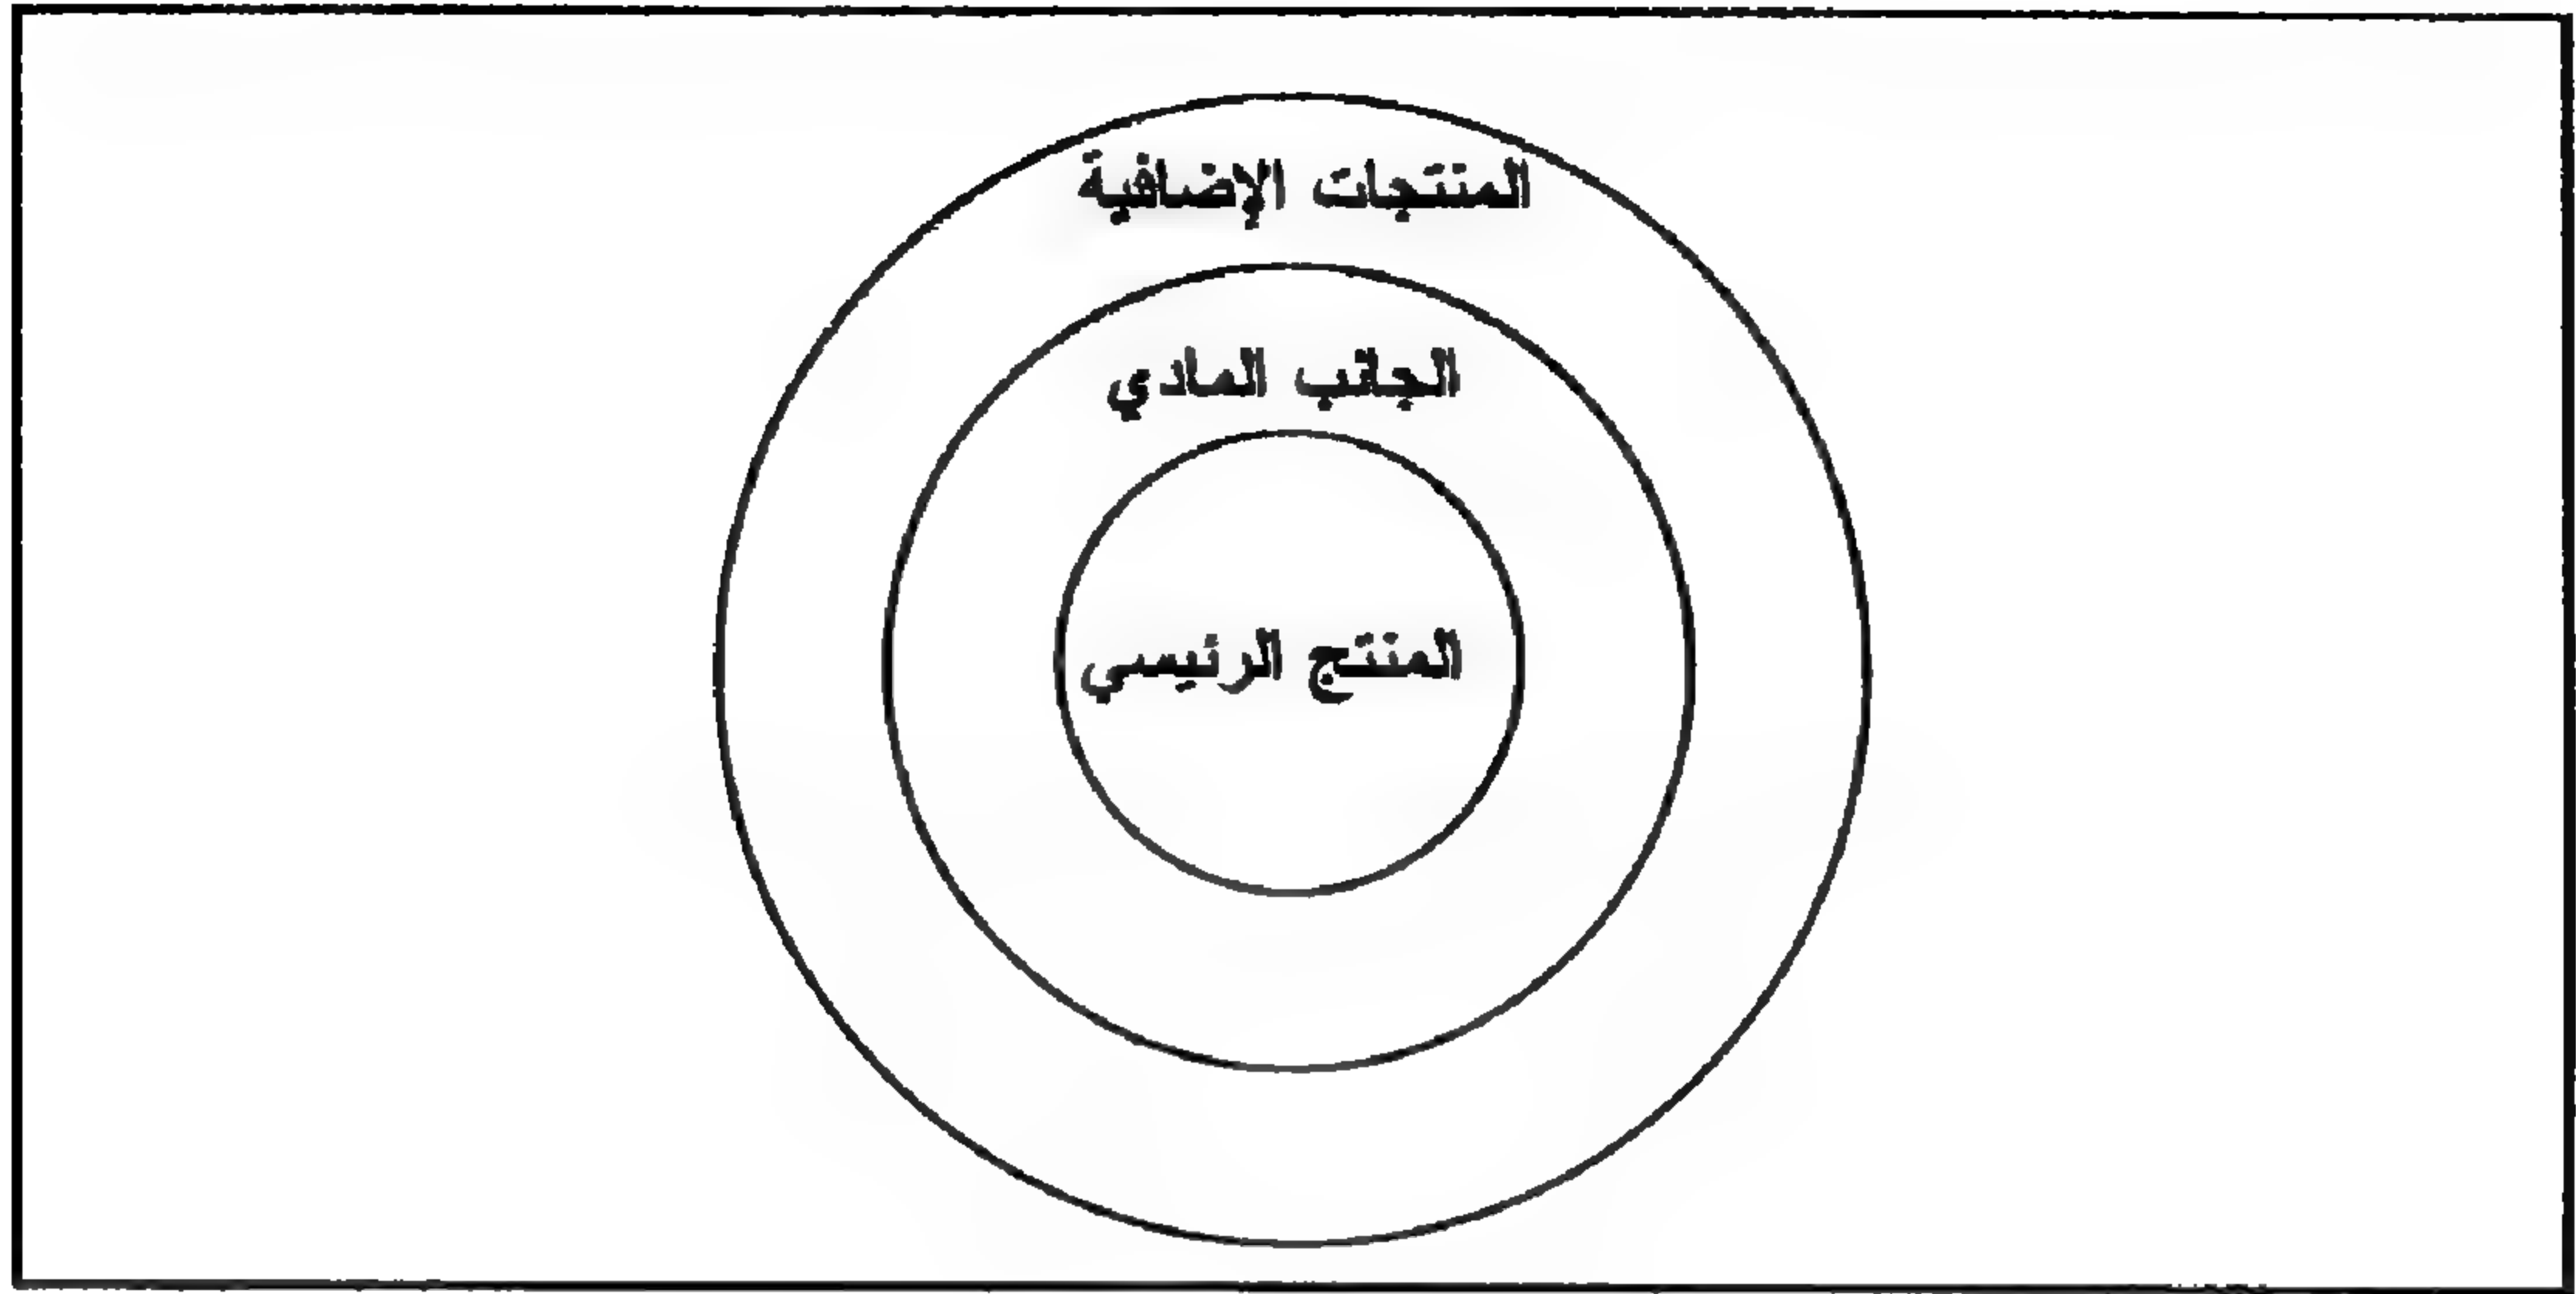 المنتجات الإضافية
الجانب المادي
المنتج الرئيسي